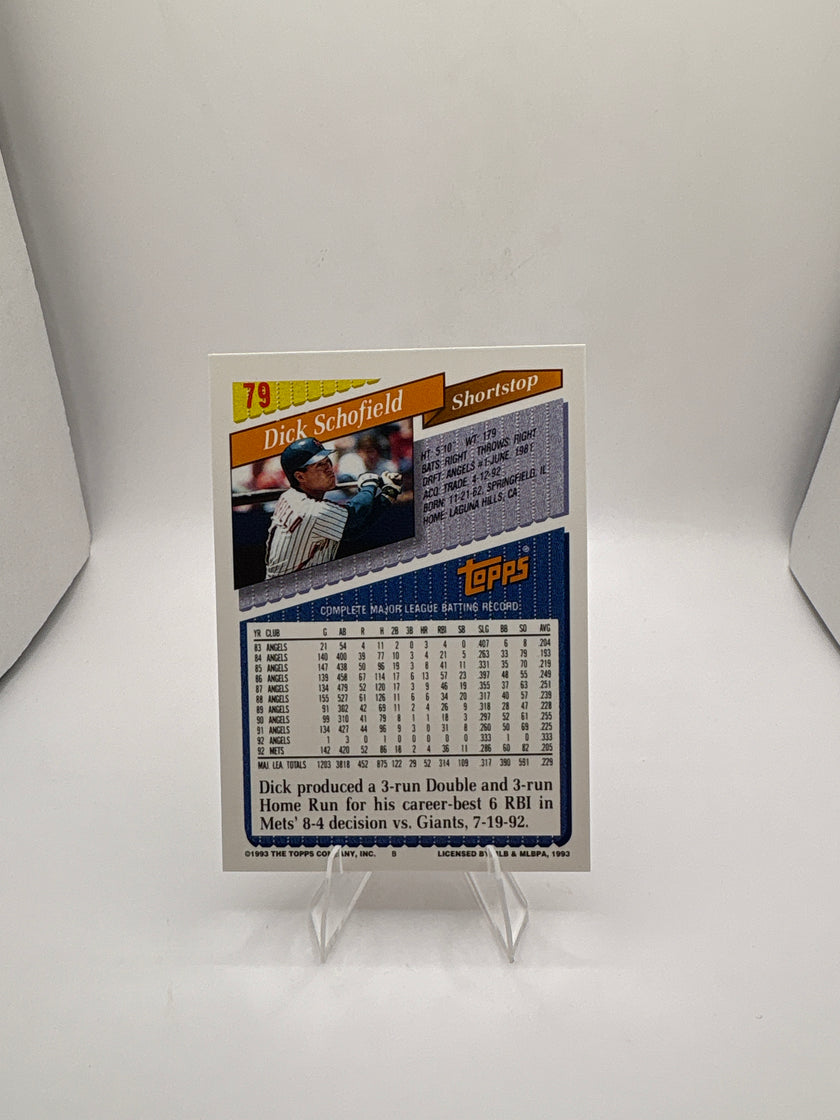 79
Dick Schofield
Shortstop
HT: 5'10" WT: 179
BATS: RIGHT THROWS: RIGHT
DRFT: ANGELS #1-JUNE, 1981
ACQ: TRADE, 4-12-92
BORN: 11-21-62, SPRINGFIELD, IL
HOME: LAGUNA HILLS, CA
TOPPS®
COMPLETE MAJOR LEAGUE BATTING RECORD
YR CLUB G AB R H 2B 3B HR RBI SB SLG BB SO AVG
83 ANGELS 21 54 4 11 2 0 3 4 0 .407 6 8 .204
84 ANGELS 140 400 39 77 10 3 4 21 5 .263 33 79 .193
85 ANGELS 147 438 50 96 19 3 8 41 11 .331 35 70 .219
86 ANGELS 139 458 67 114 17 6 13 57 23 .397 48 55 .249
87 ANGELS 134 479 52 120 17 3 9 46 19 .355 37 63 .251
88 ANGELS 155 527 61 126 11 6 6 34 20 .317 40 57 .239
89 ANGELS 91 302 42 69 11 2 4 26 9 .318 28 47 .228
90 ANGELS 99 310 41 79 8 1 1 18 3 .297 52 61 .255
91 ANGELS 134 427 44 96 9 3 0 31 8 .260 50 69 .225
92 ANGELS 1 3 0 1 0 0 0 0 0 .333 1 0 .333
92 METS 142 420 52 86 18 2 4 36 11 .286 60 82 .205
MAJ. LEA. TOTALS 1203 3818 452 875 122 29 52 314 109 .317 390 591 .229
Dick produced a 3-run Double and 3-run
Home Run for his career-best 6 RBI in
Mets' 8-4 decision vs. Giants, 7-19-92.
©1993 THE TOPPS COMPANY, INC. B LICENSED BY MLB & MLBPA, 1993